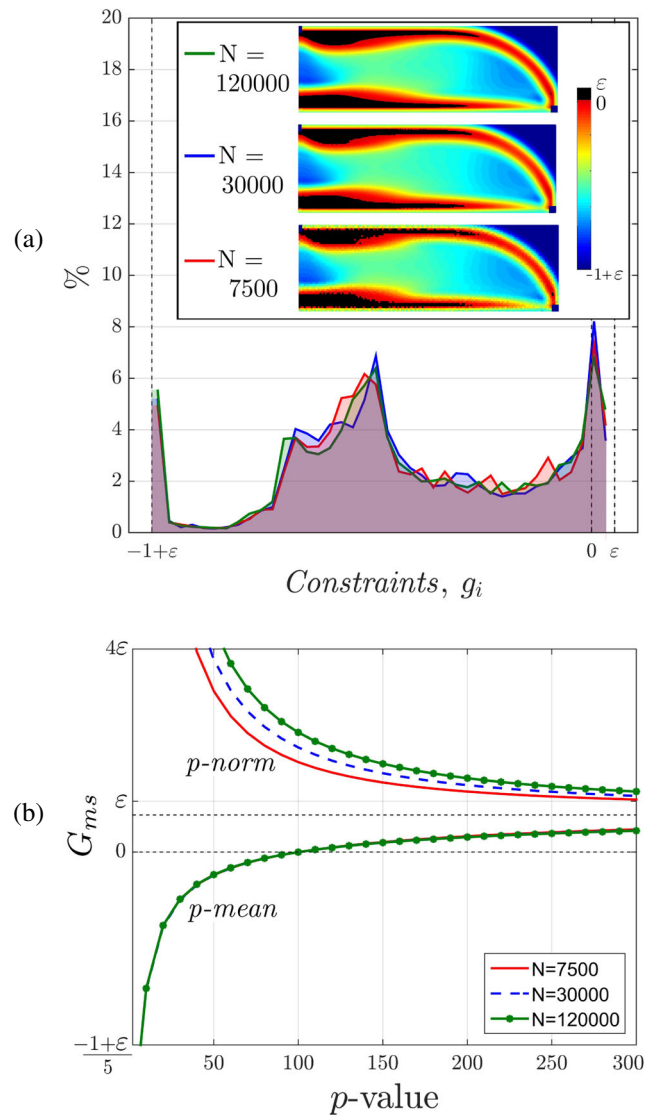 (a)
%
20
18
16
14
12
10
8
6
4
2
0
N =
120000
N =
30000
N =
7500
ε
0
-1+ε
−1+ε
0
ε
Constraints, g_i
(b)
G_ms
4ε
ε
0
−1+ε
5
p-norm
p-mean
N=7500
N=30000
N=120000
50
100
150
200
250
300
p-value